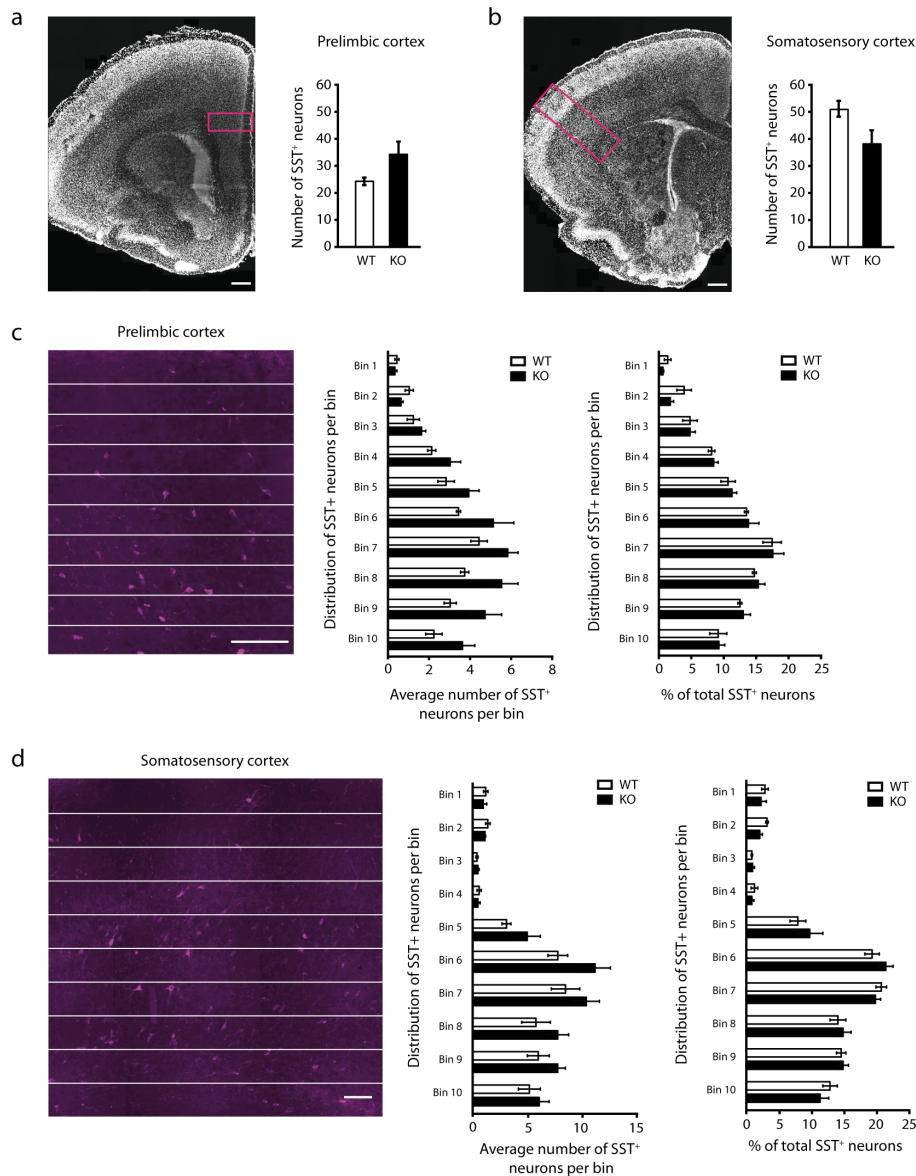 a
Prelimbic cortex
Number of SST⁺ neurons
60
50
40
30
20
10
0
WT KO
b
Somatosensory cortex
Number of SST⁺ neurons
60
50
40
30
20
10
0
WT KO
c
Prelimbic cortex
Distribution of SST+ neurons per bin
WT
KO
Bin 1
Bin 2
Bin 3
Bin 4
Bin 5
Bin 6
Bin 7
Bin 8
Bin 9
Bin 10
0 2 4 6 8
Average number of SST⁺
neurons per bin
Distribution of SST+ neurons per bin
WT
KO
Bin 1
Bin 2
Bin 3
Bin 4
Bin 5
Bin 6
Bin 7
Bin 8
Bin 9
Bin 10
0 5 10 15 20 25
% of total SST⁺ neurons
d
Somatosensory cortex
Distribution of SST+ neurons per bin
WT
KO
Bin 1
Bin 2
Bin 3
Bin 4
Bin 5
Bin 6
Bin 7
Bin 8
Bin 9
Bin 10
0 5 10 15
Average number of SST⁺
neurons per bin
Distribution of SST+ neurons per bin
WT
KO
Bin 1
Bin 2
Bin 3
Bin 4
Bin 5
Bin 6
Bin 7
Bin 8
Bin 9
Bin 10
0 5 10 15 20 25
% of total SST⁺ neurons